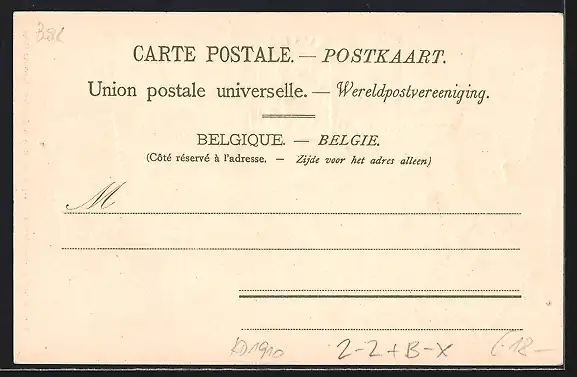 CARTE POSTALE. — POSTKAART.
Union postale universelle. — Wereldpostvereeniging.
BELGIQUE. — BELGIE.
(Côté réservé à l'adresse. — Zijde voor het adres alleen)
M
2-2+B-X